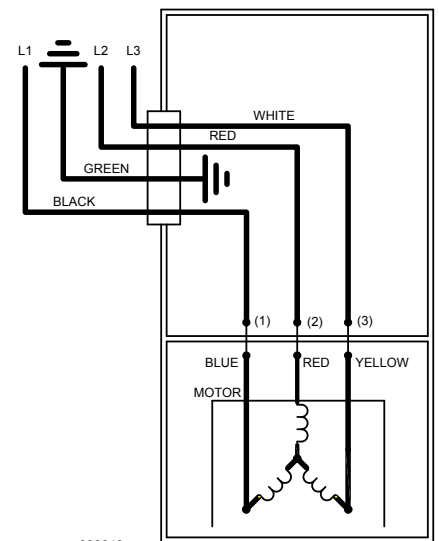 L1
L2
L3
WHITE
RED
GREEN
BLACK
(1)
(2)
(3)
BLUE
RED
YELLOW
MOTOR